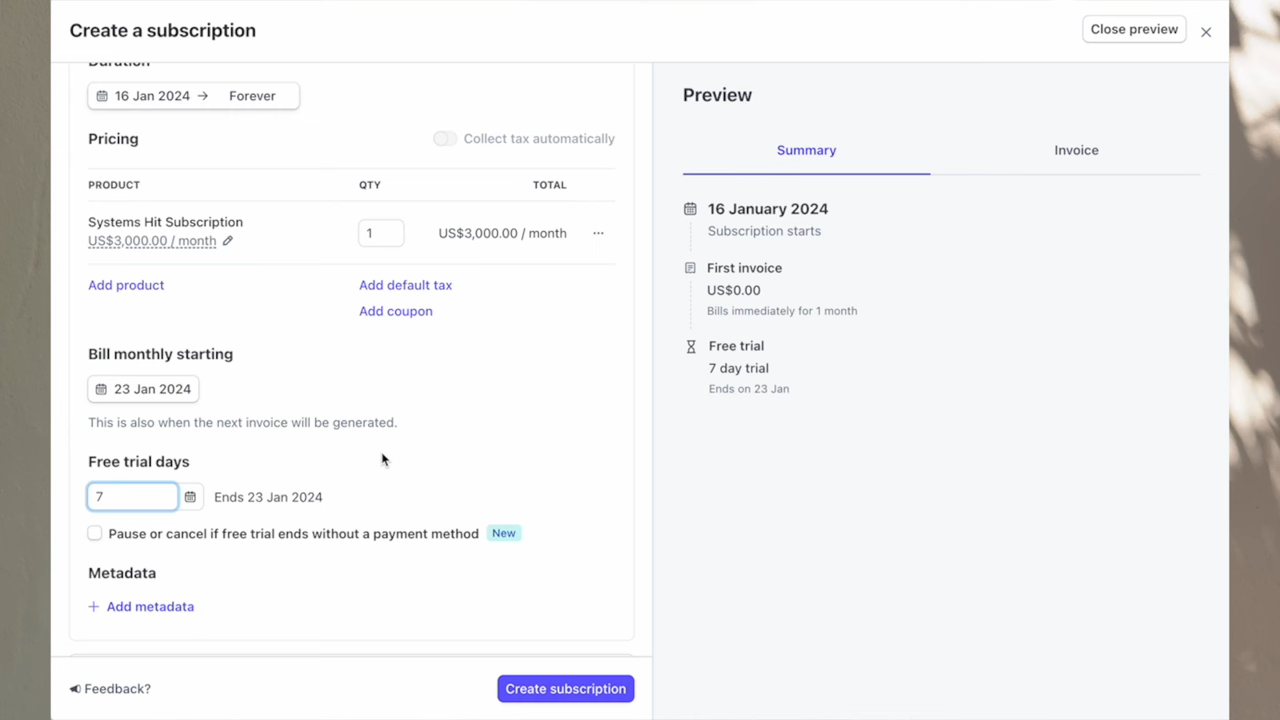 Create a subscription
Close preview
Duration
16 Jan 2024 → Forever
Pricing
Collect tax automatically
PRODUCT QTY TOTAL
Systems Hit Subscription
US$3,000.00 / month
1
US$3,000.00 / month
Add product
Add default tax
Add coupon
Bill monthly starting
23 Jan 2024
This is also when the next invoice will be generated.
Free trial days
7
Ends 23 Jan 2024
Pause or cancel if free trial ends without a payment method New
Metadata
+ Add metadata
Feedback?
Create subscription
Preview
Summary
Invoice
16 January 2024
Subscription starts
First invoice
US$0.00
Bills immediately for 1 month
Free trial
7 day trial
Ends on 23 Jan